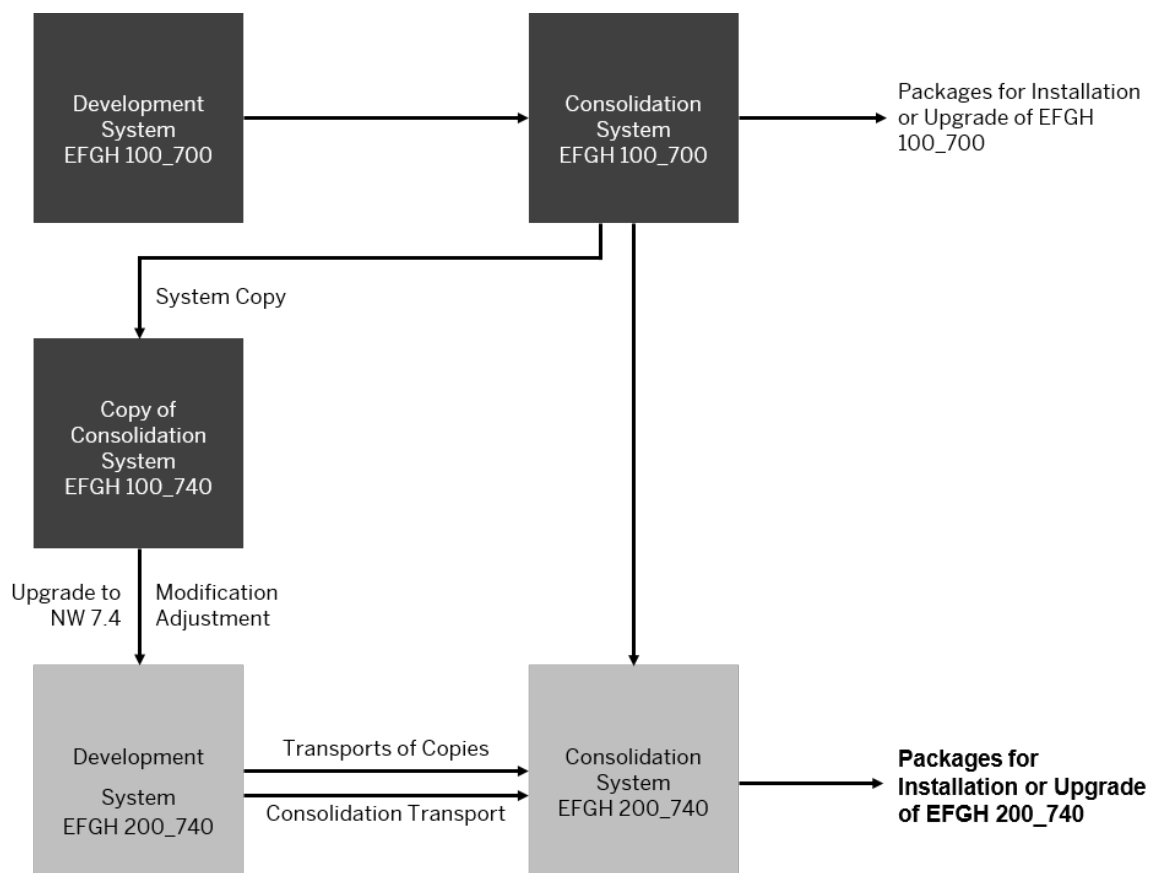 Development
System
EFGH 100_700
Consolidation
System
EFGH 100_700
Packages for Installation
or Upgrade of EFGH
100_700
System Copy
Copy of
Consolidation
System
EFGH 100_740
Upgrade to
NW 7.4
Modification
Adjustment
Development
System
EFGH 200_740
Transports of Copies
Consolidation Transport
Consolidation
System
EFGH 200_740
Packages for
Installation or Upgrade
of EFGH 200_740